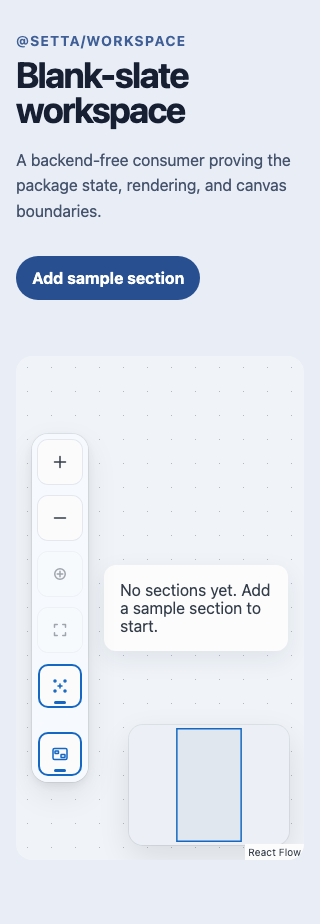 @SETTA/WORKSPACE
Blank-slate
workspace
A backend-free consumer proving the
package state, rendering, and canvas
boundaries.
Add sample section
No sections yet. Add
a sample section to
start.
React Flow